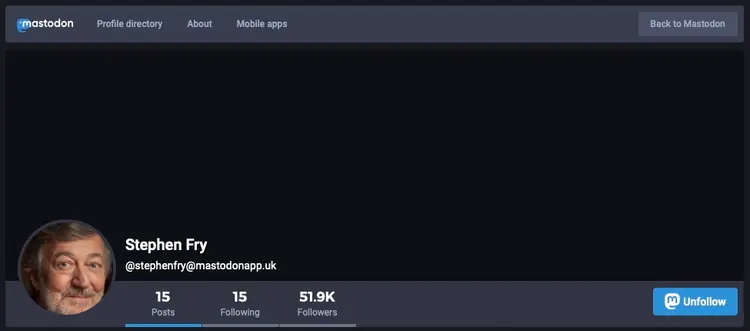 mastodon Profile directory About Mobile apps Back to Mastodon
Stephen Fry
@stephenfry@mastodonapp.uk
15 15 51.9K
Posts Following Followers
Unfollow